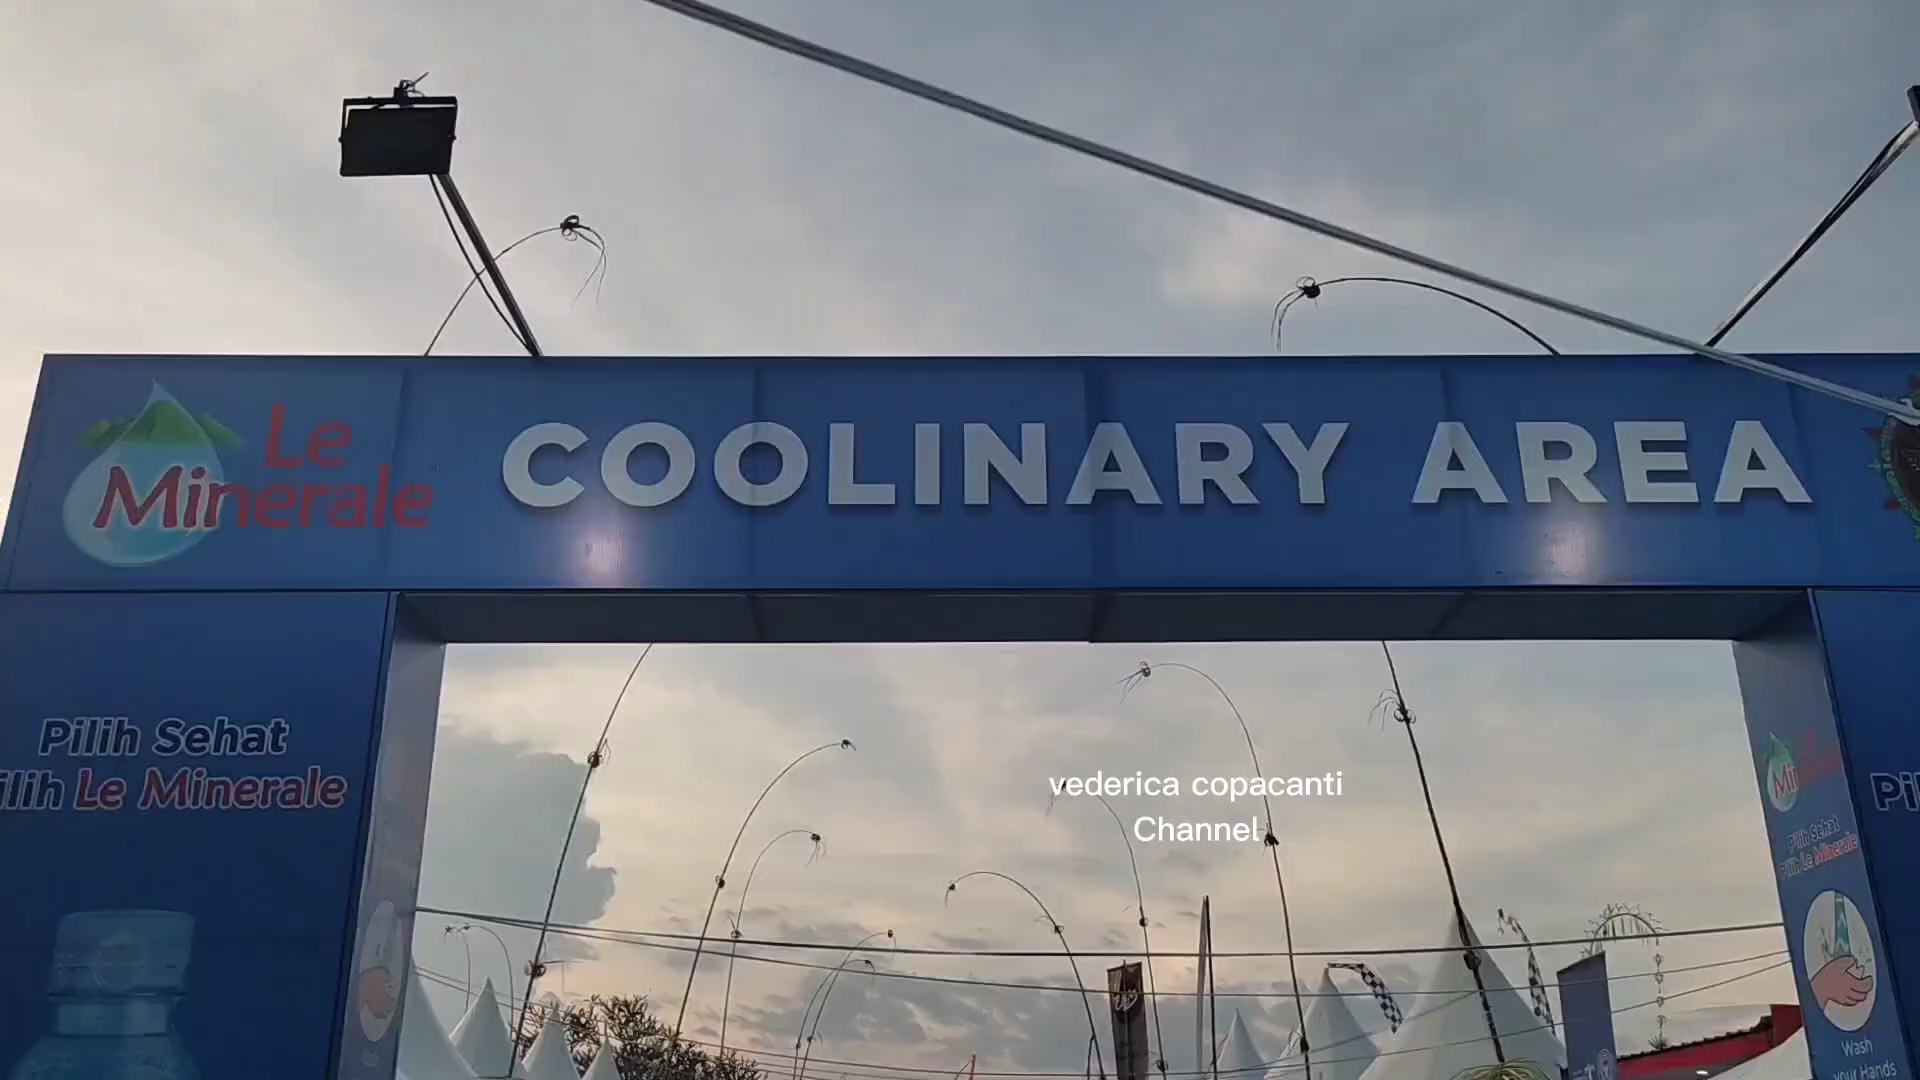 Le
Minerale
COOLINARY AREA
Pilih Sehat
Pilih Le Minerale
vederica copacanti
Channel
Pilih Sehat
Pilih Le Minerale
Wash
your Hands